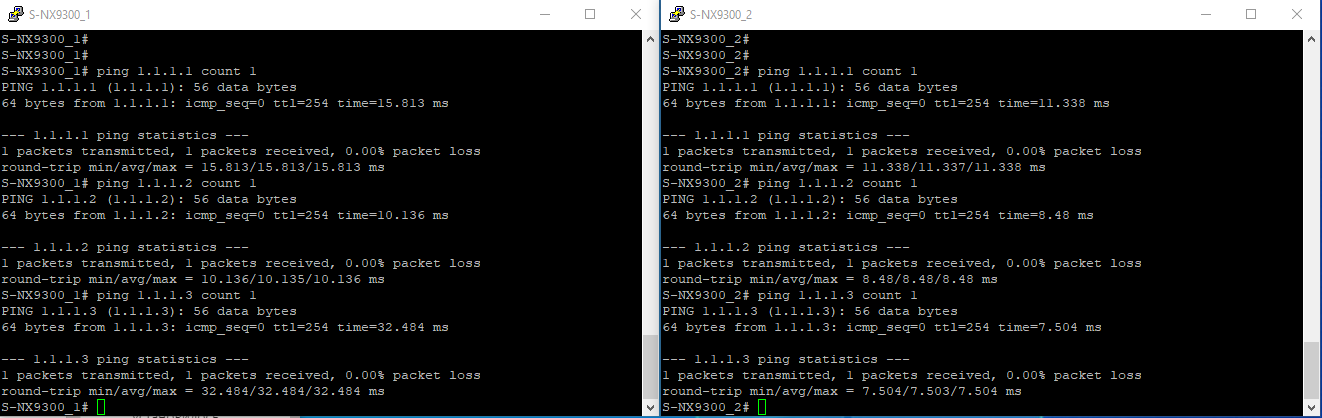 S-NX9300_1
S-NX9300_1#
S-NX9300_1#
S-NX9300_1# ping 1.1.1.1 count 1
PING 1.1.1.1 (1.1.1.1): 56 data bytes
64 bytes from 1.1.1.1: icmp_seq=0 ttl=254 time=15.813 ms
--- 1.1.1.1 ping statistics ---
1 packets transmitted, 1 packets received, 0.00% packet loss
round-trip min/avg/max = 15.813/15.813/15.813 ms
S-NX9300_1# ping 1.1.1.2 count 1
PING 1.1.1.2 (1.1.1.2): 56 data bytes
64 bytes from 1.1.1.2: icmp_seq=0 ttl=254 time=10.136 ms
--- 1.1.1.2 ping statistics ---
1 packets transmitted, 1 packets received, 0.00% packet loss
round-trip min/avg/max = 10.136/10.135/10.136 ms
S-NX9300_1# ping 1.1.1.3 count 1
PING 1.1.1.3 (1.1.1.3): 56 data bytes
64 bytes from 1.1.1.3: icmp_seq=0 ttl=254 time=32.484 ms
--- 1.1.1.3 ping statistics ---
1 packets transmitted, 1 packets received, 0.00% packet loss
round-trip min/avg/max = 32.484/32.484/32.484 ms
S-NX9300_1#
S-NX9300_2
S-NX9300_2#
S-NX9300_2#
S-NX9300_2# ping 1.1.1.1 count 1
PING 1.1.1.1 (1.1.1.1): 56 data bytes
64 bytes from 1.1.1.1: icmp_seq=0 ttl=254 time=11.338 ms
--- 1.1.1.1 ping statistics ---
1 packets transmitted, 1 packets received, 0.00% packet loss
round-trip min/avg/max = 11.338/11.337/11.338 ms
S-NX9300_2# ping 1.1.1.2 count 1
PING 1.1.1.2 (1.1.1.2): 56 data bytes
64 bytes from 1.1.1.2: icmp_seq=0 ttl=254 time=8.48 ms
--- 1.1.1.2 ping statistics ---
1 packets transmitted, 1 packets received, 0.00% packet loss
round-trip min/avg/max = 8.48/8.48/8.48 ms
S-NX9300_2# ping 1.1.1.3 count 1
PING 1.1.1.3 (1.1.1.3): 56 data bytes
64 bytes from 1.1.1.3: icmp_seq=0 ttl=254 time=7.504 ms
--- 1.1.1.3 ping statistics ---
1 packets transmitted, 1 packets received, 0.00% packet loss
round-trip min/avg/max = 7.504/7.503/7.504 ms
S-NX9300_2#